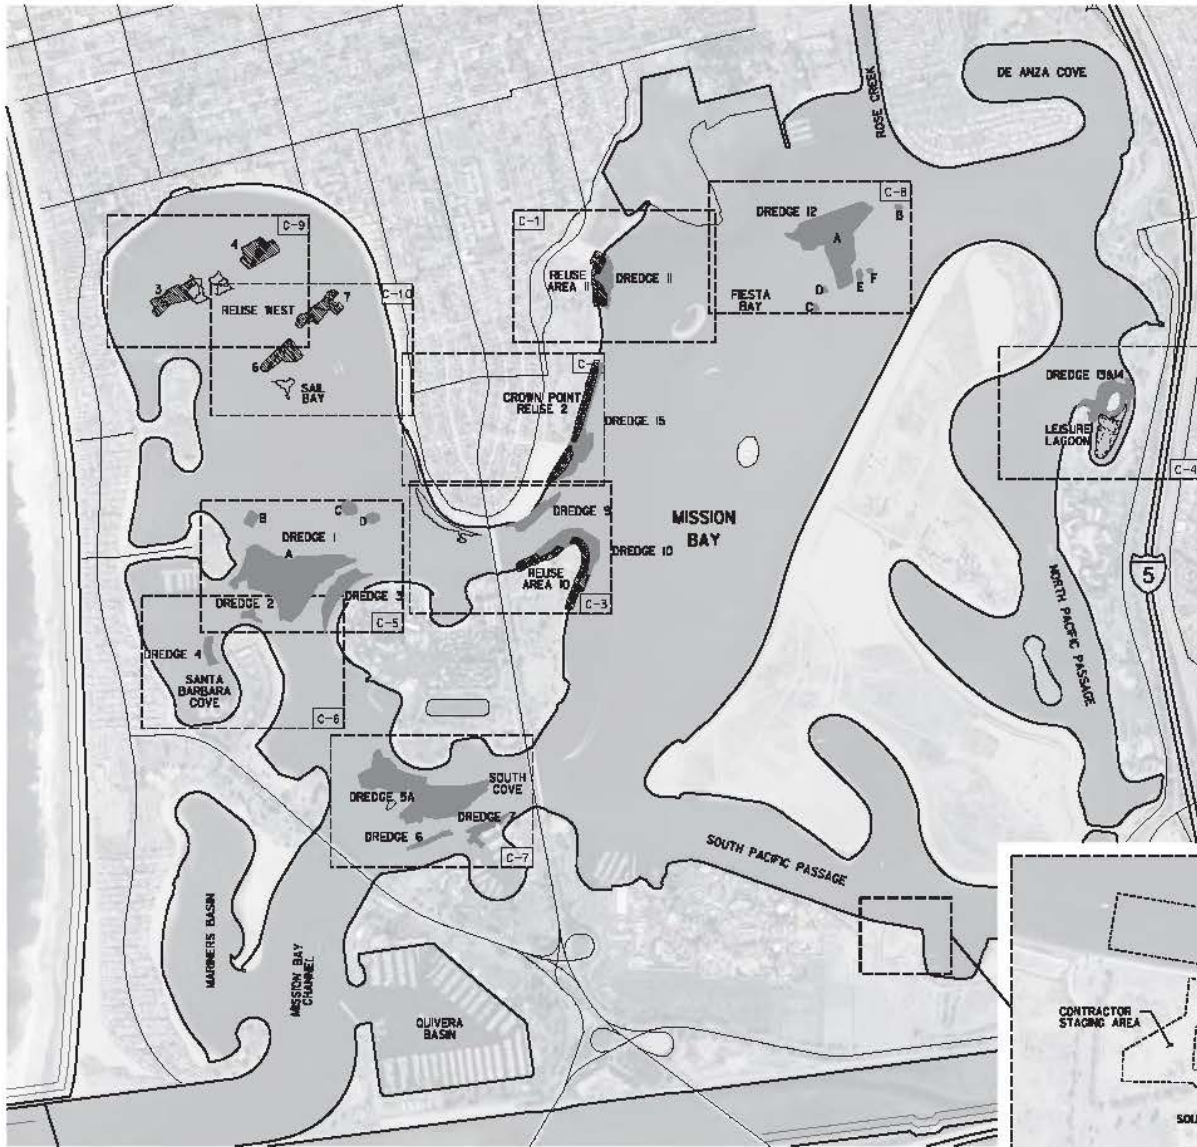 DE ANZA COVE
ROSE CREEK
C-9
4
3
7
C-10
REUSE WEST
6
SAIL
BAY
C-1
REUSE
AREA 11
DREDGE 11
C-8
DREDGE 12
B
A
F
E
D
C
FIESTA
BAY
CROWN POINT
REUSE 2
DREDGE 15
DREDGE 13&14
LEISURE
LAGOON
C-4
B
C
D
DREDGE 1
A
DREDGE 2
DREDGE 3
C-5
DREDGE 9
DREDGE 10
REUSE
AREA 10
C-3
MISSION
BAY
5
NORTH PACIFIC PASSAGE
DREDGE 4
SANTA
BARBARA
COVE
C-6
SOUTH
COVE
DREDGE 5A
DREDGE 7
DREDGE 6
C-7
SOUTH PACIFIC PASSAGE
MARINERS BASIN
MISSION BAY
CHANNEL
QUIVERA
BASIN
CONTRACTOR
STAGING AREA